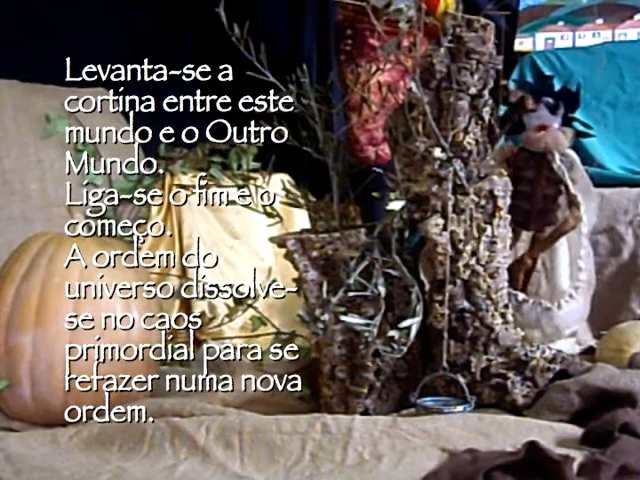 Levanta-se a
cortina entre este
mundo e o Outro
Mundo.
Liga-se o fim e o
começo.
A ordem do
universo dissolve-
se no caos
primordial para se
refazer numa nova
ordem.